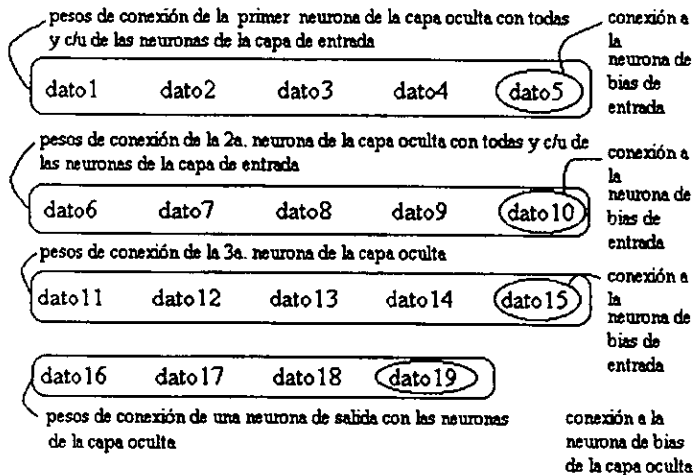 pesos de conexión de la primer neurona de la capa oculta con todas
y c/u de las neuronas de la capa de entrada
conexión a
la
neurona de
bias de
entrada
dato1 dato2 dato3 dato4 dato5
pesos de conexión de la 2a. neurona de la capa oculta con todas y c/u de
las neuronas de la capa de entrada
conexión a
la
neurona de
bias de
entrada
dato6 dato7 dato8 dato9 dato10
pesos de conexión de la 3a. neurona de la capa oculta
conexión a
la
neurona de
bias de
entrada
dato11 dato12 dato13 dato14 dato15
dato16 dato17 dato18 dato19
pesos de conexión de una neurona de salida con las neuronas
de la capa oculta
conexión a la
neurona de bias
de la capa oculta